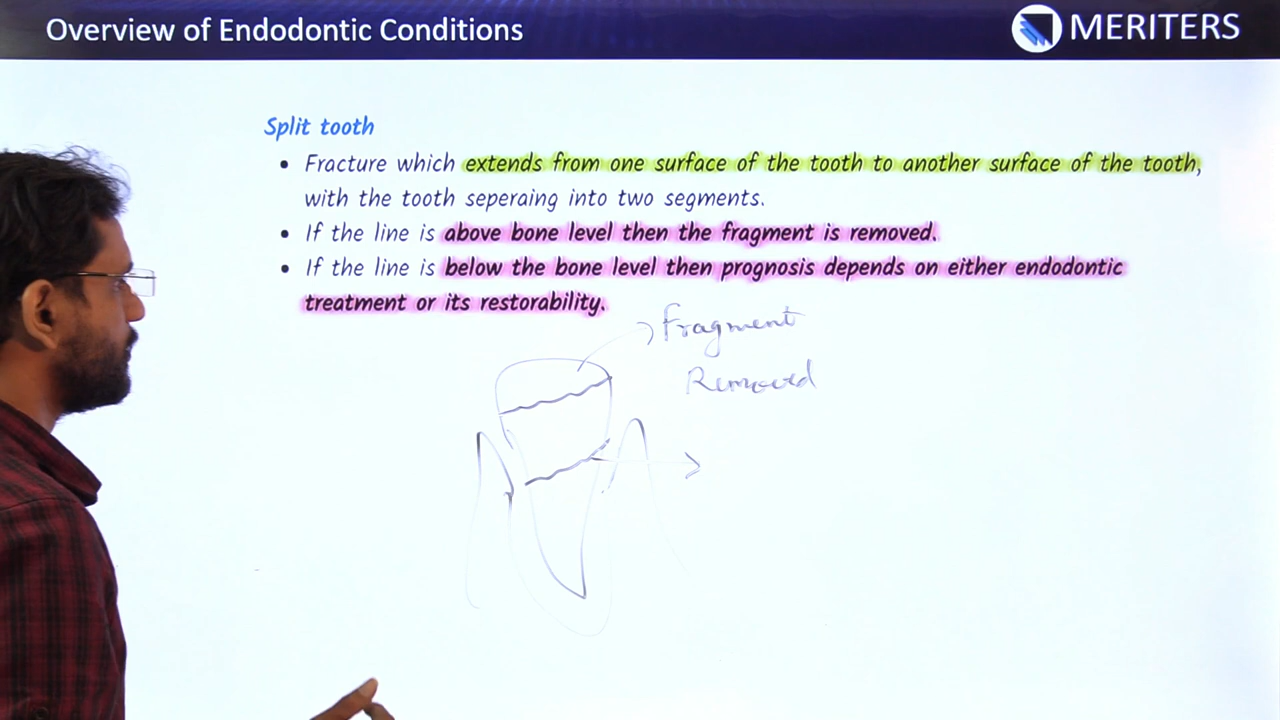 Overview of Endodontic Conditions
MERITERS
Split tooth
• Fracture which extends from one surface of the tooth to another surface of the tooth,
with the tooth seperaing into two segments.
• If the line is above bone level then the fragment is removed.
• If the line is below the bone level then prognosis depends on either endodontic
treatment or its restorability.
Fragment
Removed